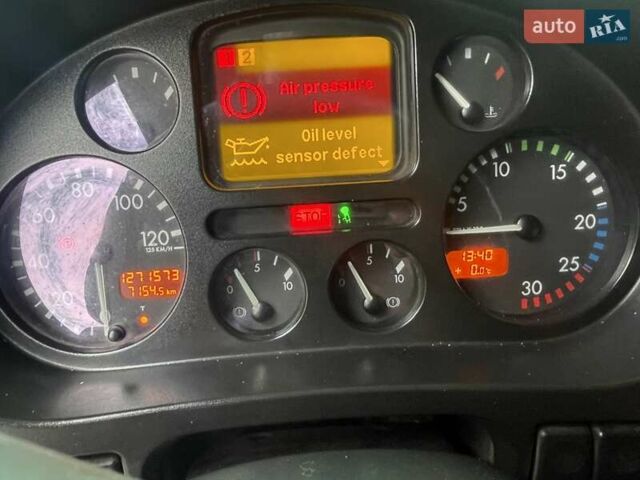 auto RIA
.com
1 2
Air pressure
low
Oil level
sensor defect
STOP
20
40
60
80
100
120
125 KM/H
1271573
7154.5 km
0 5 10
0 5 10
5
10
15
20
25
30
13:40
+ 0.0°C